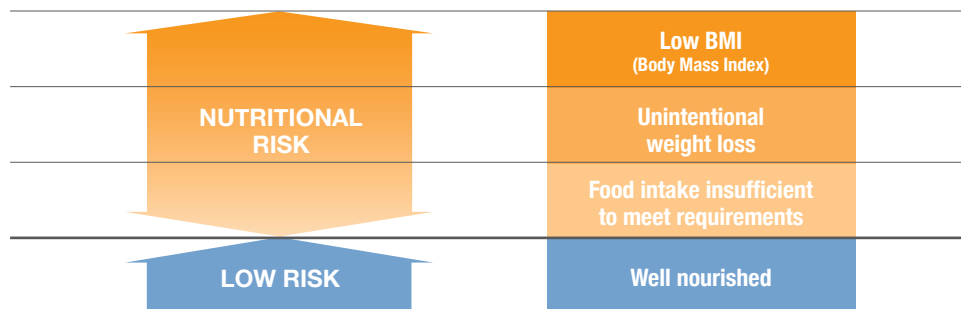 Low BMI
(Body Mass Index)
NUTRITIONAL
RISK
Unintentional
weight loss
Food intake insufficient
to meet requirements
LOW RISK
Well nourished